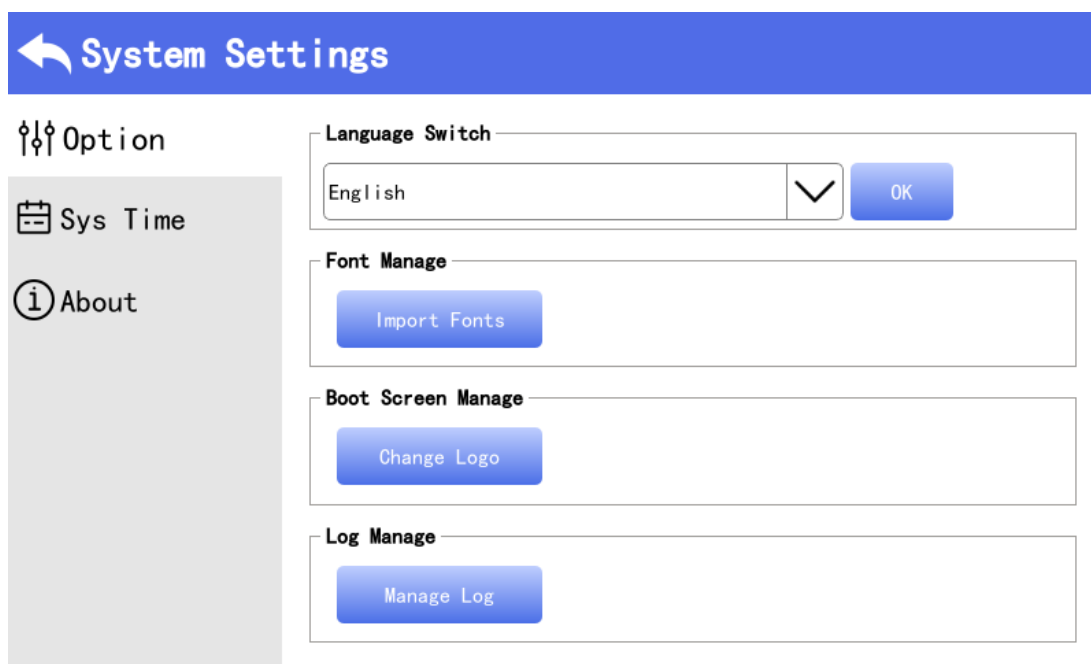 System Settings
Option
Sys Time
About
Language Switch
English
OK
Font Manage
Import Fonts
Boot Screen Manage
Change Logo
Log Manage
Manage Log